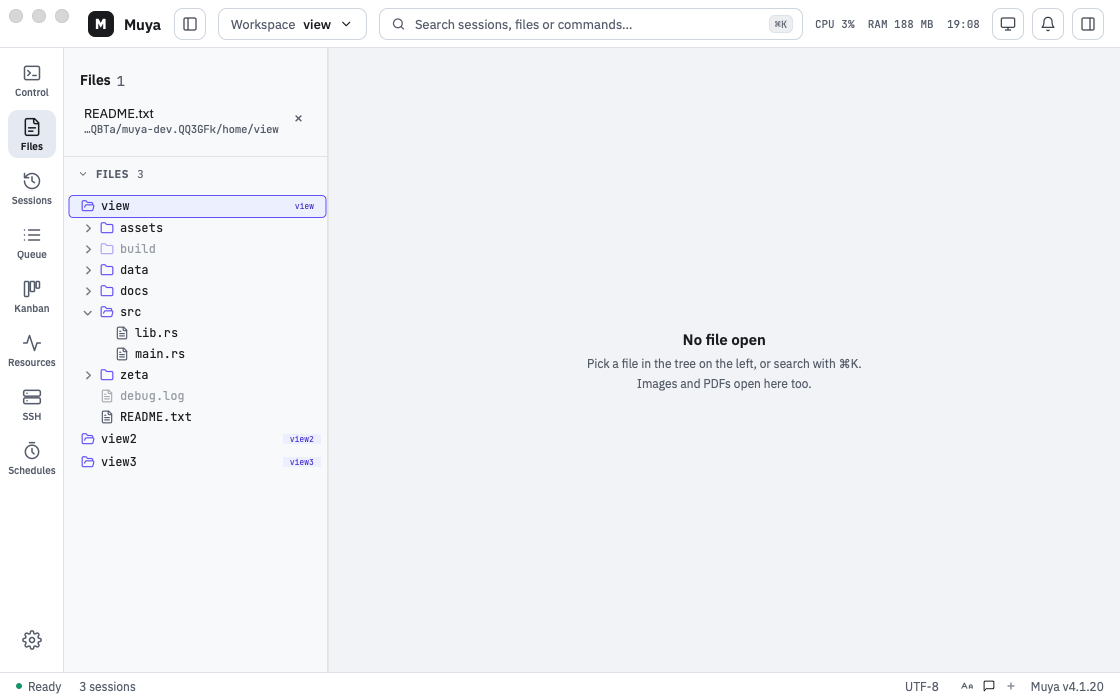 M Muya
Workspace view
Search sessions, files or commands...
⌘K
CPU 3% RAM 188 MB 19:08
Control
Files
Sessions
Queue
Kanban
Resources
SSH
Schedules
Files 1
README.txt
…QBTa/muya-dev.QQ3GFk/home/view
×
FILES 3
view view
assets
build
data
docs
src
lib.rs
main.rs
zeta
debug.log
README.txt
view2 view2
view3 view3
No file open
Pick a file in the tree on the left, or search with ⌘K.
Images and PDFs open here too.
Ready 3 sessions
UTF-8 Aa + Muya v4.1.20